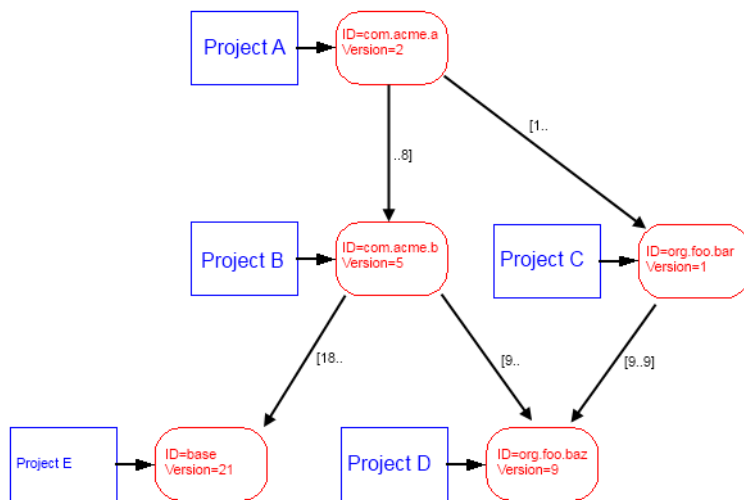 Project A
ID=com.acme.a
Version=2
[1..
..8]
Project B
ID=com.acme.b
Version=5
Project C
ID=org.foo.bar
Version=1
[18..
[9..
[9..9]
Project E
ID=base
Version=21
Project D
ID=org.foo.baz
Version=9